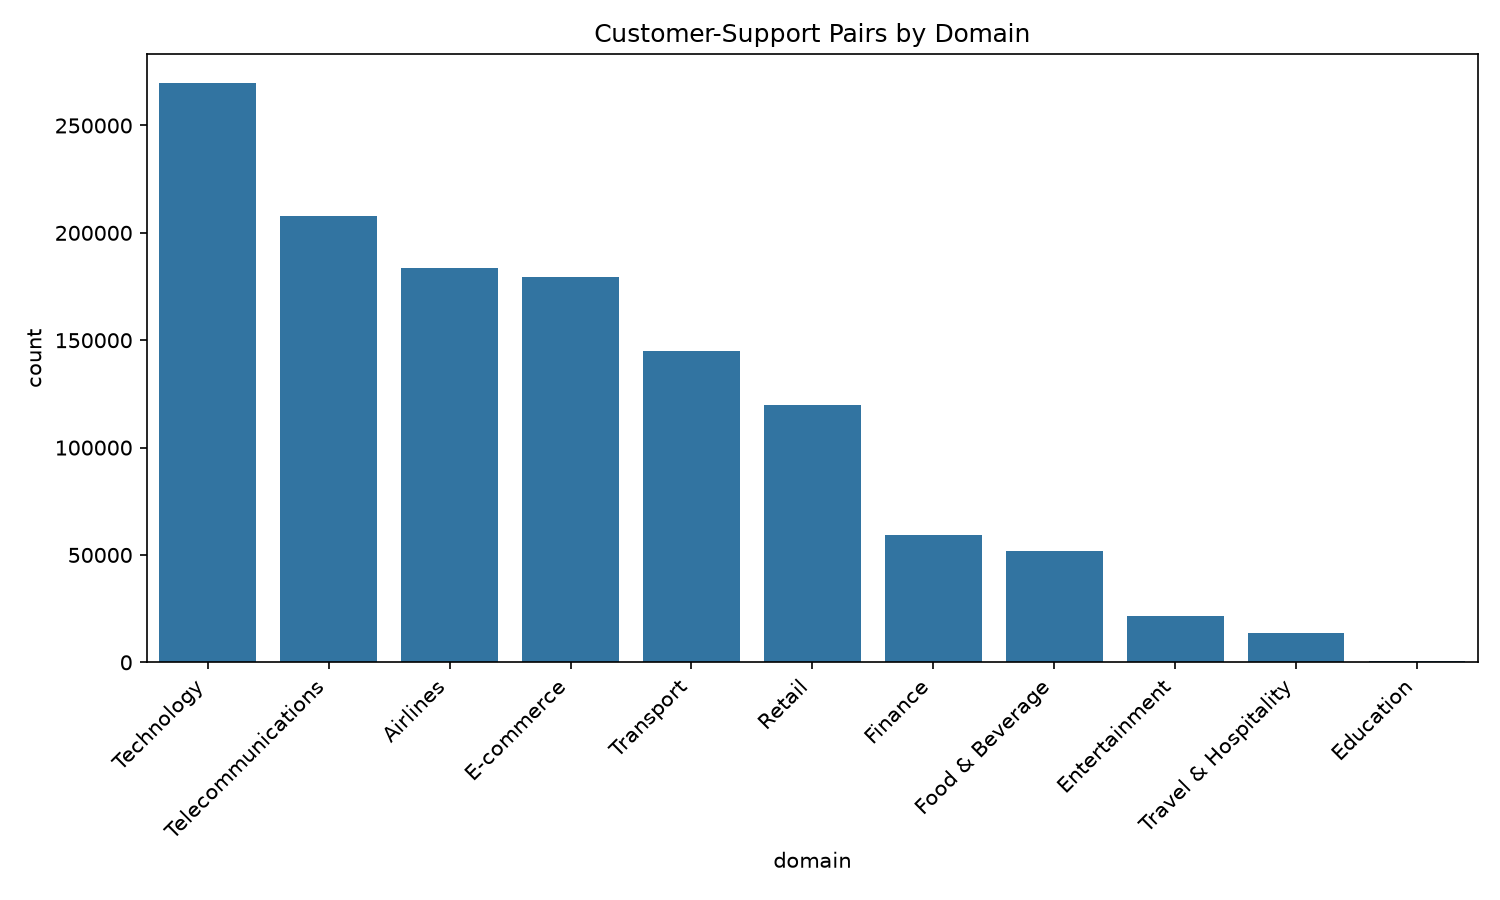 Customer-Support Pairs by Domain
count
250000
200000
150000
100000
50000
0
Technology
Telecommunications
Airlines
E-commerce
Transport
Retail
Finance
Food & Beverage
Entertainment
Travel & Hospitality
Education
domain